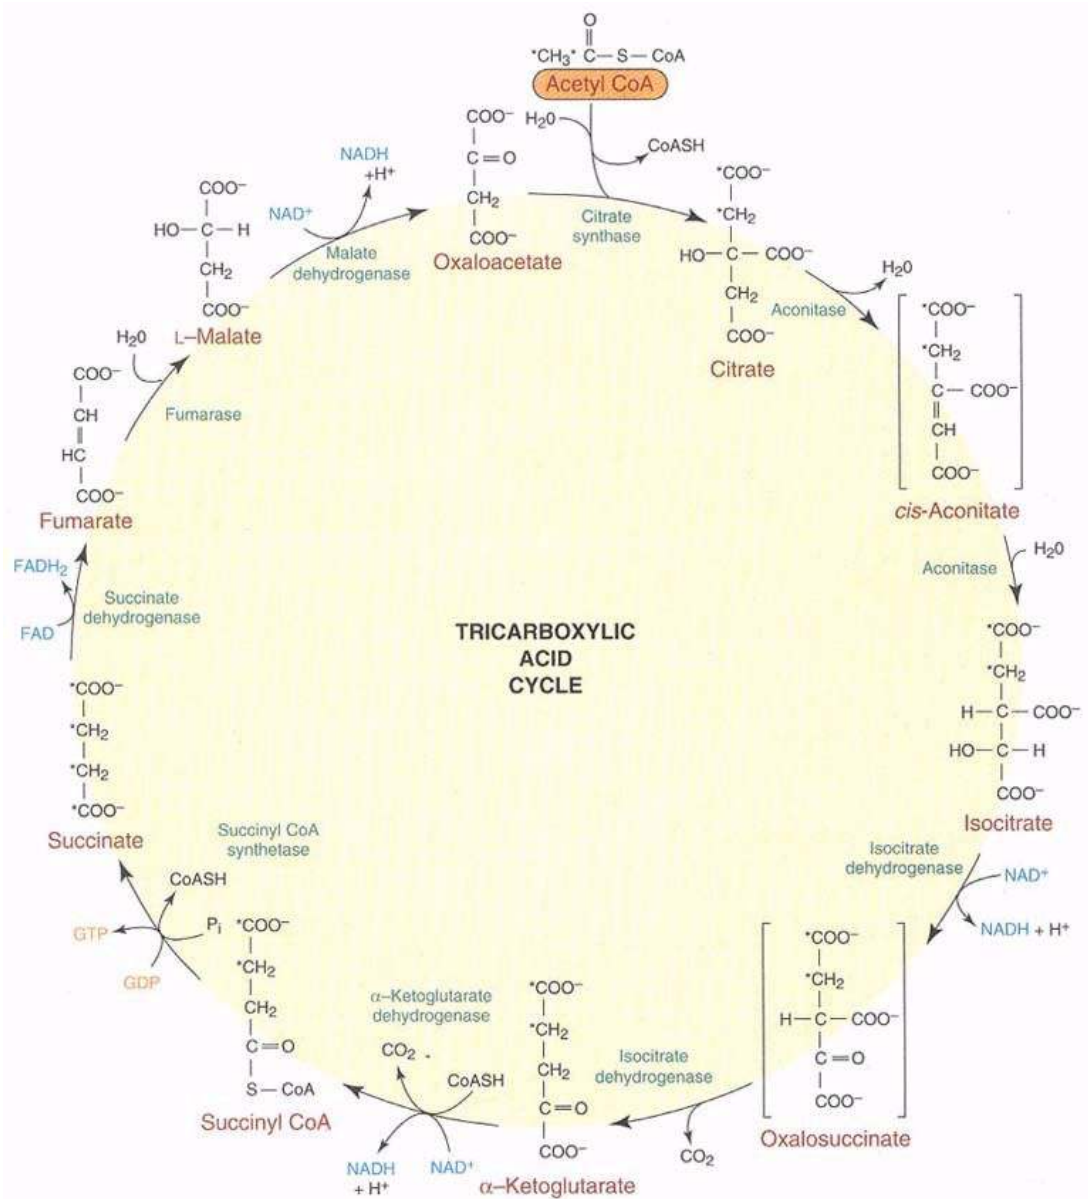 O
*CH3* C—S—CoA
Acetyl CoA
H20
CoASH
COO–
C=O
CH2
COO–
Oxaloacetate
Citrate
synthase
*COO–
*CH2
HO—C—COO–
CH2
COO–
Citrate
H20
Aconitase
*COO–
*CH2
C—COO–
CH
COO–
cis-Aconitate
Aconitase
H20
*COO–
*CH2
H—C—COO–
HO—C—H
COO–
Isocitrate
Isocitrate
dehydrogenase
NAD+
NADH + H+
*COO–
*CH2
H—C—COO–
C=O
COO–
Oxalosuccinate
Isocitrate
dehydrogenase
CO2
*COO–
*CH2
CH2
C=O
COO–
α–Ketoglutarate
α–Ketoglutarate
dehydrogenase
CO2
CoASH
NADH
+ H+
NAD+
*COO–
*CH2
CH2
C=O
S—CoA
Succinyl CoA
Succinyl CoA
synthetase
CoASH
Pi
GTP
GDP
*COO–
*CH2
*CH2
*COO–
Succinate
Succinate
dehydrogenase
FADH2
FAD
COO–
CH
HC
COO–
Fumarate
Fumarase
H20
COO–
HO—C—H
CH2
COO–
L–Malate
NAD+
NADH
+H+
Malate
dehydrogenase
TRICARBOXYLIC
ACID
CYCLE